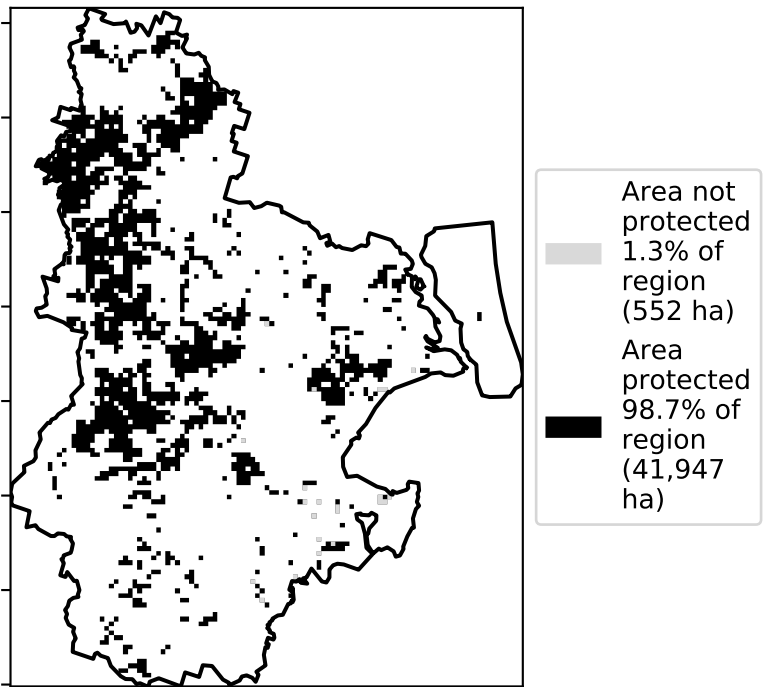 Area not
protected
1.3% of
region
(552 ha)
Area
protected
98.7% of
region
(41,947
ha)